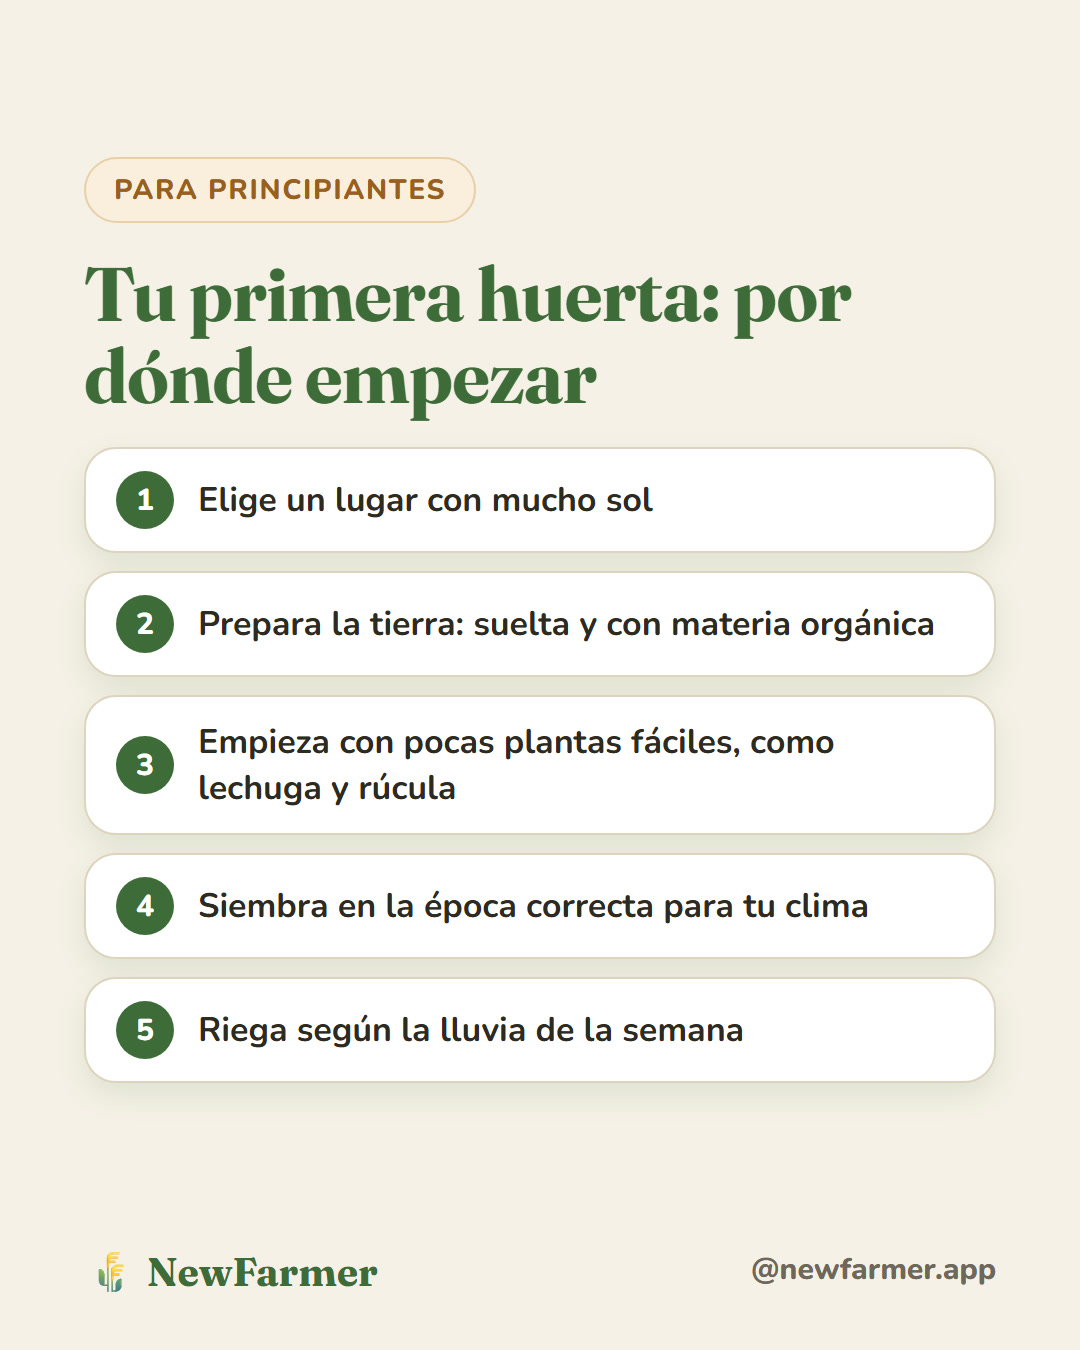 PARA PRINCIPIANTES
Tu primera huerta: por
dónde empezar
1 Elige un lugar con mucho sol
2 Prepara la tierra: suelta y con materia orgánica
3 Empieza con pocas plantas fáciles, como
lechuga y rúcula
4 Siembra en la época correcta para tu clima
5 Riega según la lluvia de la semana
NewFarmer
@newfarmer.app